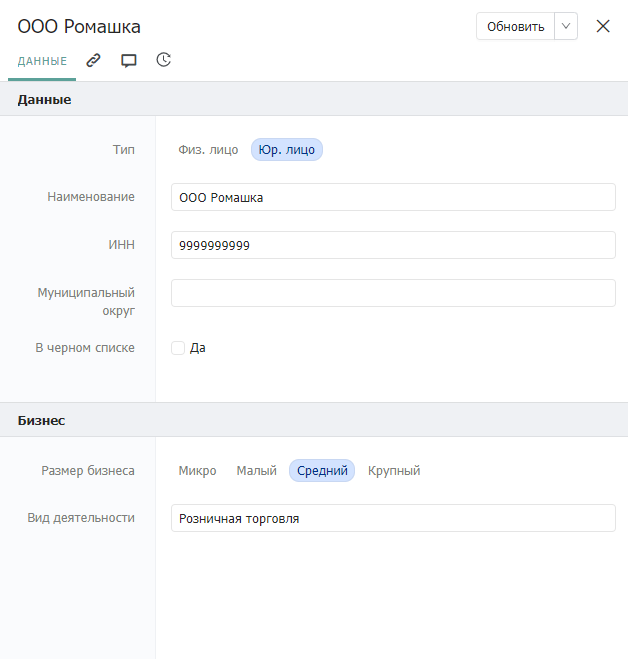 ООО Ромашка
Обновить
ДАННЫЕ
Данные
Тип
Физ. лицо Юр. лицо
Наименование
ООО Ромашка
ИНН
9999999999
Муниципальный
округ
В черном списке
Да
Бизнес
Размер бизнеса
Микро Малый Средний Крупный
Вид деятельности
Розничная торговля